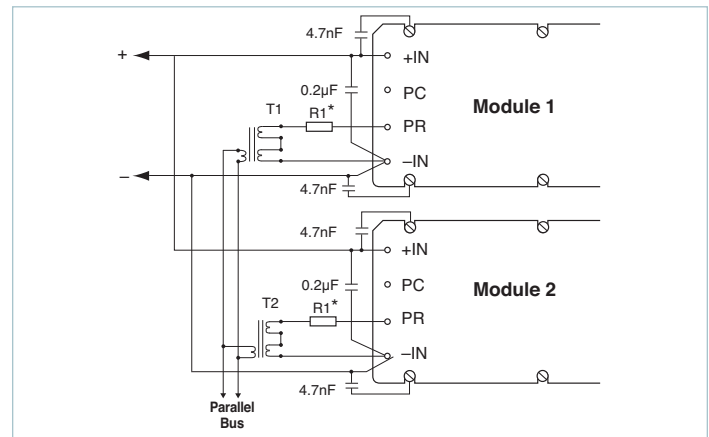 4.7nF
+
+IN
0.2µF
PC
Module 1
T1
R1*
PR
–IN
–
4.7nF
4.7nF
+IN
0.2µF
PC
Module 2
T2
R1*
PR
–IN
4.7nF
Parallel
Bus